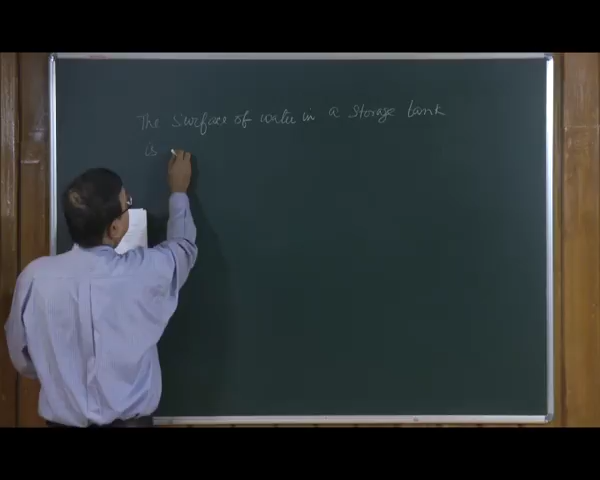 The surface of water in a storage tank
is